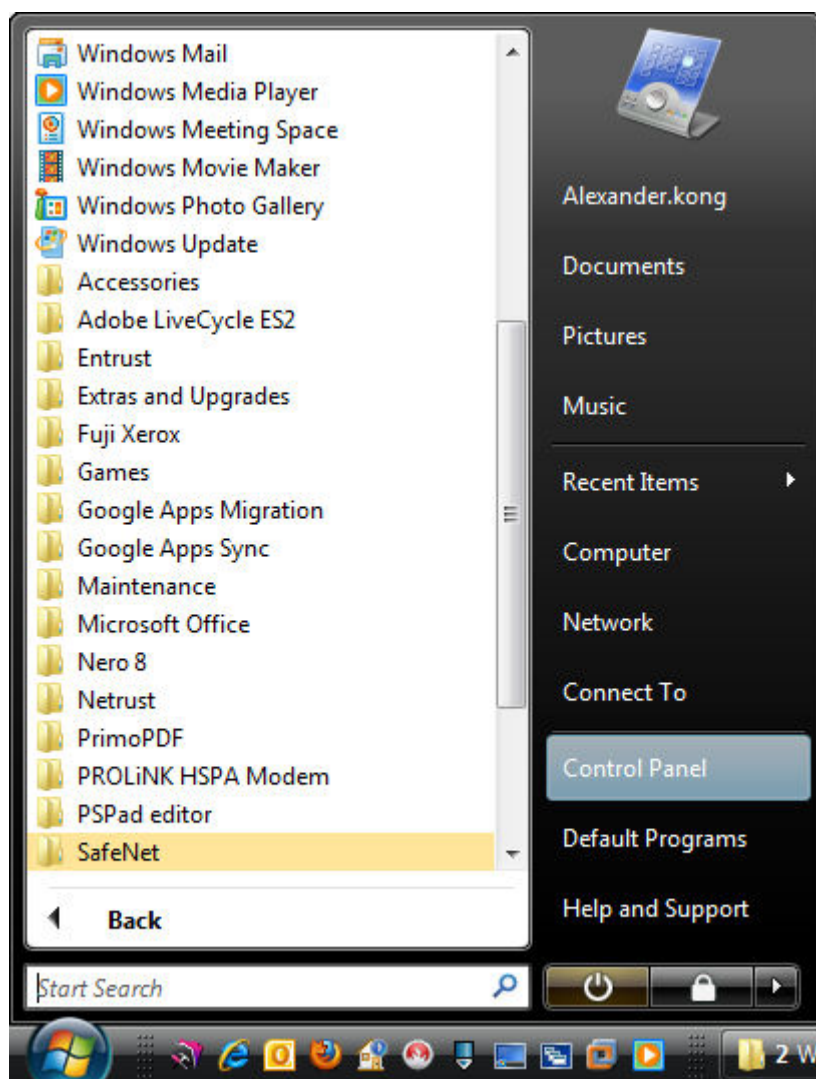 Windows Mail
Windows Media Player
Windows Meeting Space
Windows Movie Maker
Windows Photo Gallery
Windows Update
Accessories
Adobe LiveCycle ES2
Entrust
Extras and Upgrades
Fuji Xerox
Games
Google Apps Migration
Google Apps Sync
Maintenance
Microsoft Office
Nero 8
Netrust
PrimoPDF
PROLiNK HSPA Modem
PSPad editor
SafeNet
Back
Start Search
Alexander.kong
Documents
Pictures
Music
Recent Items
Computer
Network
Connect To
Control Panel
Default Programs
Help and Support
2 W